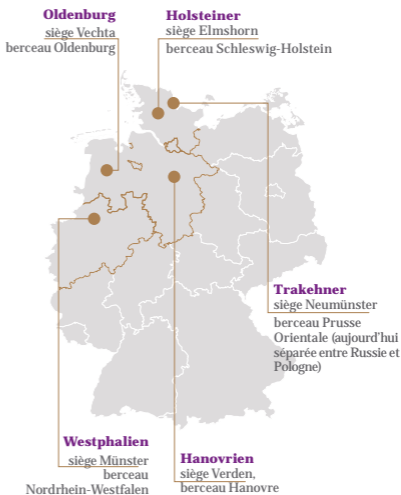 Oldenburg
siège Vechta
berceau Oldenburg
Holsteiner
siège Elmshorn
berceau Schleswig-Holstein
Trakehner
siège Neumünster
berceau Prusse
Orientale (aujourd'hui
séparée entre Russie et
Pologne)
Westphalien
siège Münster
berceau
Nordrhein-Westfalen
Hanovrien
siège Verden,
berceau Hanovre